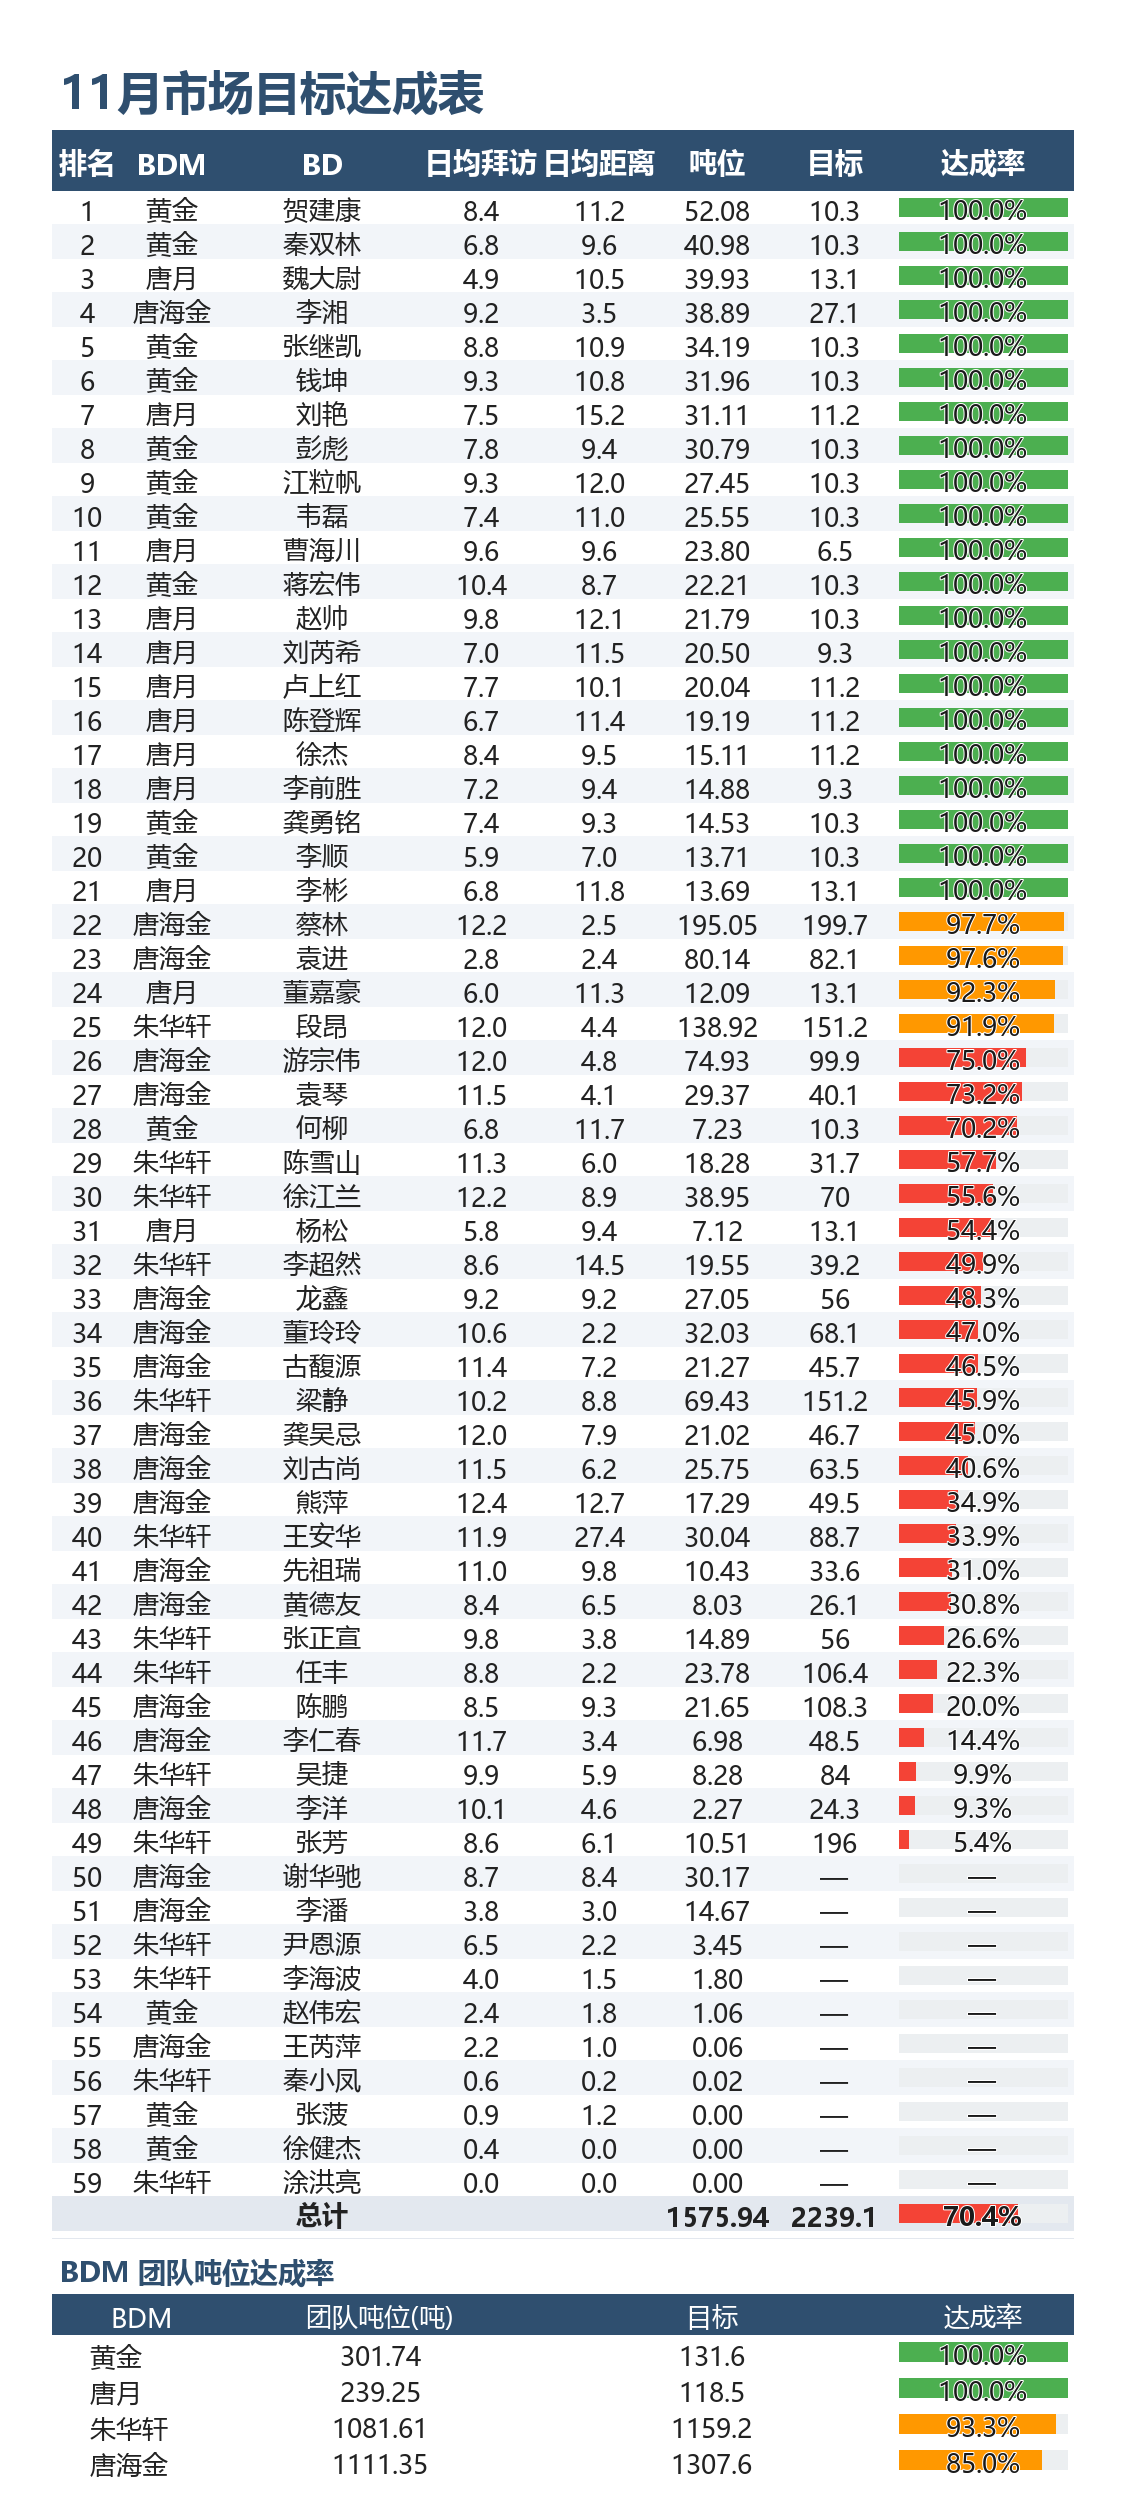 11月市场目标达成表
排名 BDM BD 日均拜访 日均距离 吨位 目标 达成率
1 黄金 贺建康 8.4 11.2 52.08 10.3 100.0%
2 黄金 秦双林 6.8 9.6 40.98 10.3 100.0%
3 唐月 魏大尉 4.9 10.5 39.93 13.1 100.0%
4 唐海金 李湘 9.2 3.5 38.89 27.1 100.0%
5 黄金 张继凯 8.8 10.9 34.19 10.3 100.0%
6 黄金 钱坤 9.3 10.8 31.96 10.3 100.0%
7 唐月 刘艳 7.5 15.2 31.11 11.2 100.0%
8 黄金 彭彪 7.8 9.4 30.79 10.3 100.0%
9 黄金 江粒帆 9.3 12.0 27.45 10.3 100.0%
10 黄金 韦磊 7.4 11.0 25.55 10.3 100.0%
11 唐月 曹海川 9.6 9.6 23.80 6.5 100.0%
12 黄金 蒋宏伟 10.4 8.7 22.21 10.3 100.0%
13 唐月 赵帅 9.8 12.1 21.79 10.3 100.0%
14 唐月 刘芮希 7.0 11.5 20.50 9.3 100.0%
15 唐月 卢上红 7.7 10.1 20.04 11.2 100.0%
16 唐月 陈登辉 6.7 11.4 19.19 11.2 100.0%
17 唐月 徐杰 8.4 9.5 15.11 11.2 100.0%
18 唐月 李前胜 7.2 9.4 14.88 9.3 100.0%
19 黄金 龚勇铭 7.4 9.3 14.53 10.3 100.0%
20 黄金 李顺 5.9 7.0 13.71 10.3 100.0%
21 唐月 李彬 6.8 11.8 13.69 13.1 100.0%
22 唐海金 蔡林 12.2 2.5 195.05 199.7 97.7%
23 唐海金 袁进 2.8 2.4 80.14 82.1 97.6%
24 唐月 董嘉豪 6.0 11.3 12.09 13.1 92.3%
25 朱华轩 段昂 12.0 4.4 138.92 151.2 91.9%
26 唐海金 游宗伟 12.0 4.8 74.93 99.9 75.0%
27 唐海金 袁琴 11.5 4.1 29.37 40.1 73.2%
28 黄金 何柳 6.8 11.7 7.23 10.3 70.2%
29 朱华轩 陈雪山 11.3 6.0 18.28 31.7 57.7%
30 朱华轩 徐江兰 12.2 8.9 38.95 70 55.6%
31 唐月 杨松 5.8 9.4 7.12 13.1 54.4%
32 朱华轩 李超然 8.6 14.5 19.55 39.2 49.9%
33 唐海金 龙鑫 9.2 9.2 27.05 56 48.3%
34 唐海金 董玲玲 10.6 2.2 32.03 68.1 47.0%
35 唐海金 古馥源 11.4 7.2 21.27 45.7 46.5%
36 朱华轩 梁静 10.2 8.8 69.43 151.2 45.9%
37 唐海金 龚吴忌 12.0 7.9 21.02 46.7 45.0%
38 唐海金 刘古尚 11.5 6.2 25.75 63.5 40.6%
39 唐海金 熊萍 12.4 12.7 17.29 49.5 34.9%
40 朱华轩 王安华 11.9 27.4 30.04 88.7 33.9%
41 唐海金 先祖瑞 11.0 9.8 10.43 33.6 31.0%
42 唐海金 黄德友 8.4 6.5 8.03 26.1 30.8%
43 朱华轩 张正宣 9.8 3.8 14.89 56 26.6%
44 朱华轩 任丰 8.8 2.2 23.78 106.4 22.3%
45 唐海金 陈鹏 8.5 9.3 21.65 108.3 20.0%
46 唐海金 李仁春 11.7 3.4 6.98 48.5 14.4%
47 朱华轩 吴捷 9.9 5.9 8.28 84 9.9%
48 唐海金 李洋 10.1 4.6 2.27 24.3 9.3%
49 朱华轩 张芳 8.6 6.1 10.51 196 5.4%
50 唐海金 谢华驰 8.7 8.4 30.17 — —
51 唐海金 李潘 3.8 3.0 14.67 — —
52 朱华轩 尹恩源 6.5 2.2 3.45 — —
53 朱华轩 李海波 4.0 1.5 1.80 — —
54 黄金 赵伟宏 2.4 1.8 1.06 — —
55 唐海金 王芮萍 2.2 1.0 0.06 — —
56 朱华轩 秦小凤 0.6 0.2 0.02 — —
57 黄金 张菠 0.9 1.2 0.00 — —
58 黄金 徐健杰 0.4 0.0 0.00 — —
59 朱华轩 涂洪亮 0.0 0.0 0.00 — —
总计 1575.94 2239.1 70.4%
BDM 团队吨位达成率
BDM 团队吨位(吨) 目标 达成率
黄金 301.74 131.6 100.0%
唐月 239.25 118.5 100.0%
朱华轩 1081.61 1159.2 93.3%
唐海金 1111.35 1307.6 85.0%